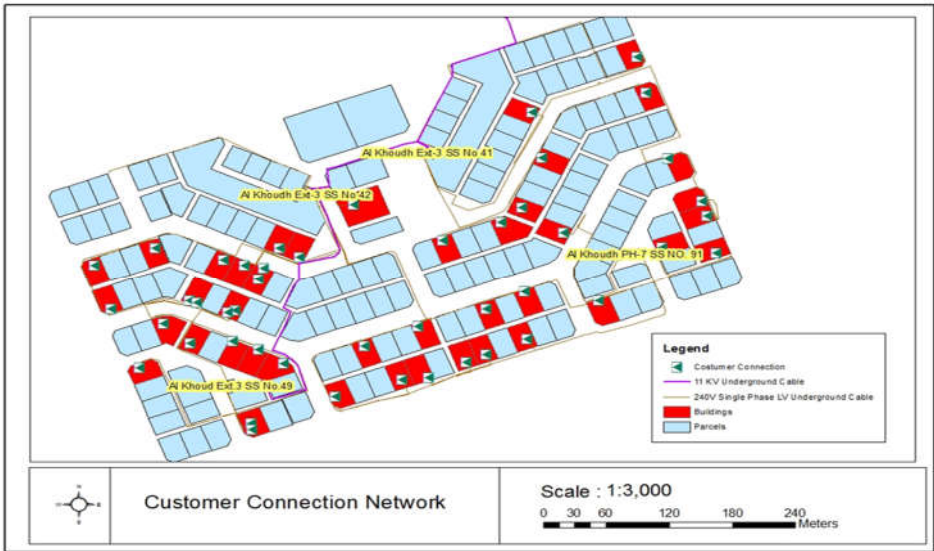 Al Khoudh Ext-3 SS No 41
Al Khoudh Ext-3 SS No 42
Al Khoudh PH-7 SS NO. 91
Al Khoud Ext.3 SS No.49
Legend
Costumer Connection
11 KV Underground Cable
240V Single Phase LV Underground Cable
Buildings
Parcels
Customer Connection Network
Scale : 1:3,000
0 30 60 120 180 240
Meters